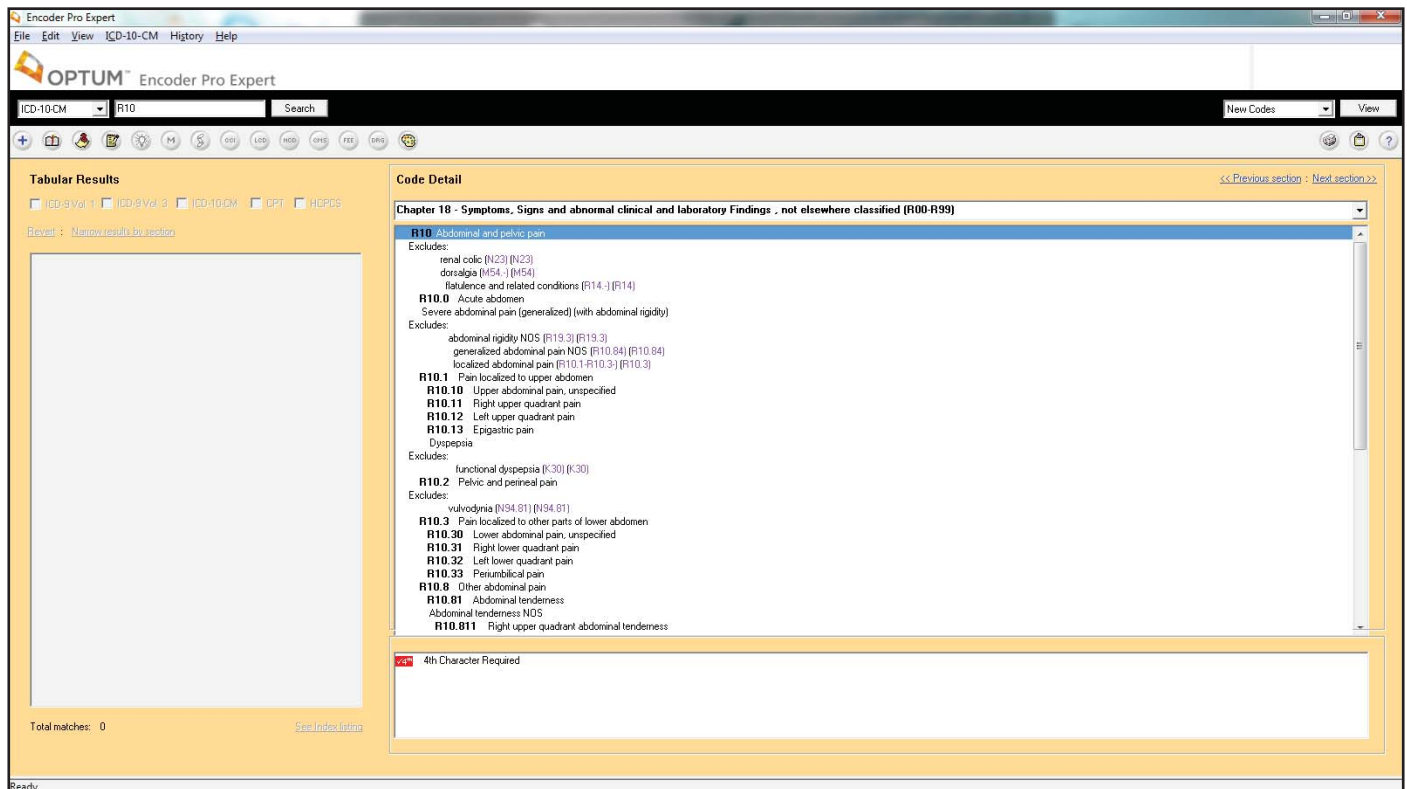 Encoder Pro Expert
File Edit View ICD-10-CM History Help
OPTUM™ Encoder Pro Expert
ICD-10-CM R10 Search New Codes View
M CCI LCD NCD CMS FEE DRG ?
Tabular Results
ICD-9 Vol 1 ICD-9 Vol 3 ICD-10-CM CPT HCPCS
Revert : Narrow results by section
Total matches: 0 See Index listing
Code Detail << Previous section : Next section >>
Chapter 18 - Symptoms, Signs and abnormal clinical and laboratory Findings , not elsewhere classified (R00-R99)
R10 Abdominal and pelvic pain
Excludes:
renal colic (N23) (N23)
dorsalgia (M54.-) (M54)
flatulence and related conditions (R14.-) (R14)
R10.0 Acute abdomen
Severe abdominal pain (generalized) (with abdominal rigidity)
Excludes:
abdominal rigidity NOS (R19.3) (R19.3)
generalized abdominal pain NOS (R10.84) (R10.84)
localized abdominal pain (R10.1-R10.3-) (R10.3)
R10.1 Pain localized to upper abdomen
R10.10 Upper abdominal pain, unspecified
R10.11 Right upper quadrant pain
R10.12 Left upper quadrant pain
R10.13 Epigastric pain
Dyspepsia
Excludes:
functional dyspepsia (K30) (K30)
R10.2 Pelvic and perineal pain
Excludes:
vulvodynia (N94.81) (N94.81)
R10.3 Pain localized to other parts of lower abdomen
R10.30 Lower abdominal pain, unspecified
R10.31 Right lower quadrant pain
R10.32 Left lower quadrant pain
R10.33 Periumbilical pain
R10.8 Other abdominal pain
R10.81 Abdominal tenderness
Abdominal tenderness NOS
R10.811 Right upper quadrant abdominal tenderness
✓4th 4th Character Required
Ready